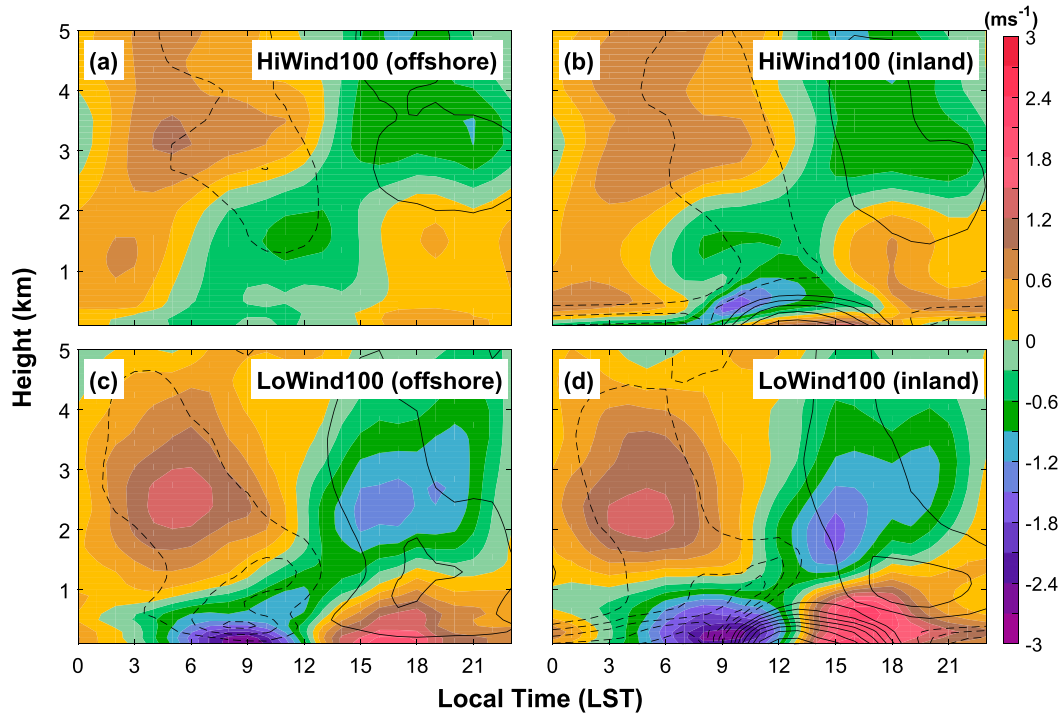 (ms-1)
(a) HiWind100 (offshore)
(b) HiWind100 (inland)
(c) LoWind100 (offshore)
(d) LoWind100 (inland)
5
4
3
2
1
5
4
3
2
1
Height (km)
0 3 6 9 12 15 18 21
0 3 6 9 12 15 18 21
Local Time (LST)
3
2.4
1.8
1.2
0.6
0
-0.6
-1.2
-1.8
-2.4
-3